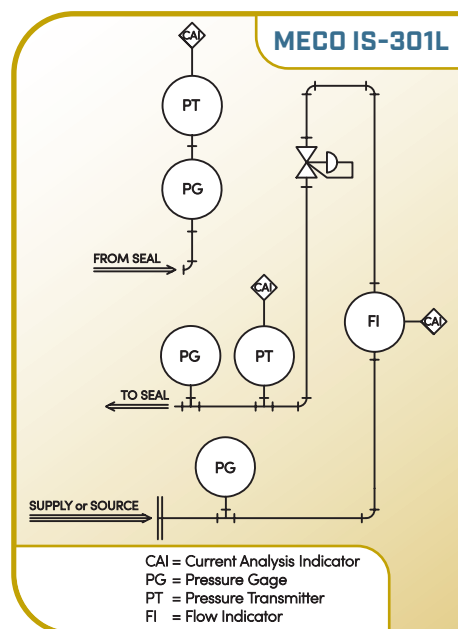 MECO IS-301L
CAI
PT
PG
FROM SEAL
CAI
FI
CAI
PG
PT
TO SEAL
PG
SUPPLY or SOURCE
CAI = Current Analysis Indicator
PG = Pressure Gage
PT = Pressure Transmitter
FI = Flow Indicator